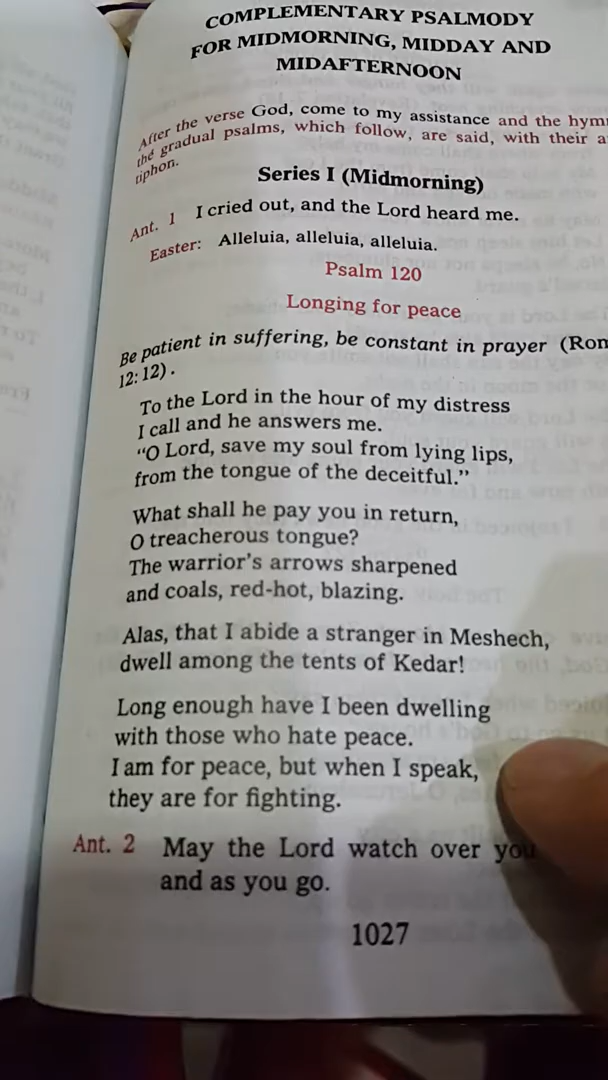 COMPLEMENTARY PSALMODY
FOR MIDMORNING, MIDDAY AND
MIDAFTERNOON
After the verse God, come to my assistance and the hym
the gradual psalms, which follow, are said, with their a
tiphon.
Series I (Midmorning)
Ant. 1 I cried out, and the Lord heard me.
Easter: Alleluia, alleluia, alleluia.
Psalm 120
Longing for peace
Be patient in suffering, be constant in prayer (Rom
12:12).
To the Lord in the hour of my distress
I call and he answers me.
“O Lord, save my soul from lying lips,
from the tongue of the deceitful.”
What shall he pay you in return,
O treacherous tongue?
The warrior’s arrows sharpened
and coals, red-hot, blazing.
Alas, that I abide a stranger in Meshech,
dwell among the tents of Kedar!
Long enough have I been dwelling
with those who hate peace.
I am for peace, but when I speak,
they are for fighting.
Ant. 2 May the Lord watch over you
and as you go.
1027